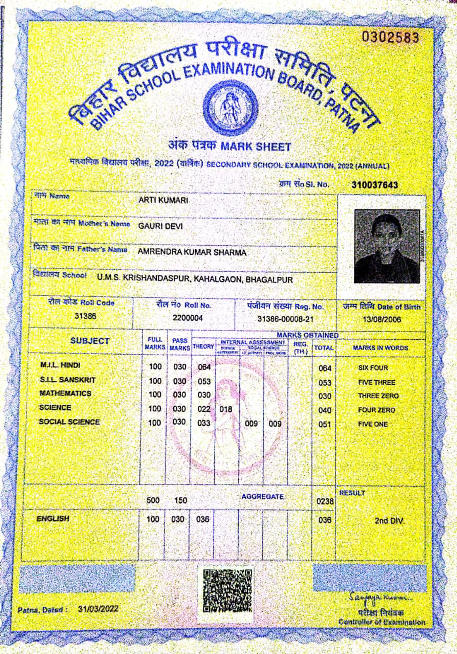 0302583
बिहार विद्यालय परीक्षा समिति, पटना
BIHAR SCHOOL EXAMINATION BOARD, PATNA
अंक पत्रक MARK SHEET
माध्यमिक विद्यालय परीक्षा, 2022 (वार्षिक) SECONDARY SCHOOL EXAMINATION, 2022 (ANNUAL)
क्रम सं० Sl. No. 310037643
नाम Name ARTI KUMARI
माता का नाम Mother's Name GAURI DEVI
पिता का नाम Father's Name AMRENDRA KUMAR SHARMA
विद्यालय School U.M.S. KRISHANDASPUR, KAHALGAON, BHAGALPUR
रौल कोड Roll Code रौल नं० Roll No. पंजीयन संख्या Reg. No. जन्म तिथि Date of Birth
31386 2200004 31386-00008-21 13/08/2006
SUBJECT FULL MARKS PASS MARKS THEORY MARKS OBTAINED INTERNAL ASSESSMENT SCIENCE SOCIAL SCIENCE REG. (TH.) TOTAL MARKS IN WORDS
M.I.L. HINDI 100 030 064 064 SIX FOUR
S.I.L. SANSKRIT 100 030 053 053 FIVE THREE
MATHEMATICS 100 030 030 030 THREE ZERO
SCIENCE 100 030 022 018 040 FOUR ZERO
SOCIAL SCIENCE 100 030 033 009 009 051 FIVE ONE
500 150 AGGREGATE 0238 RESULT
ENGLISH 100 030 036 036 2nd DIV.
Patna, Dated : 31/03/2022
परीक्षा नियंत्रक
Controller of Examination